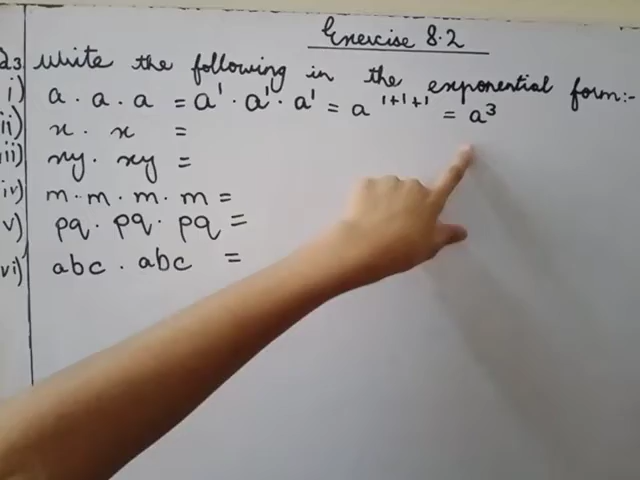 Exercise 8.2
Q3 Write the following in the exponential form:-
i) a . a . a = a¹ . a¹ . a¹ = a¹⁺¹⁺¹ = a³
ii) x . x =
iii) xy . xy =
iv) m . m . m . m =
v) pq . pq . pq =
vi) abc . abc =